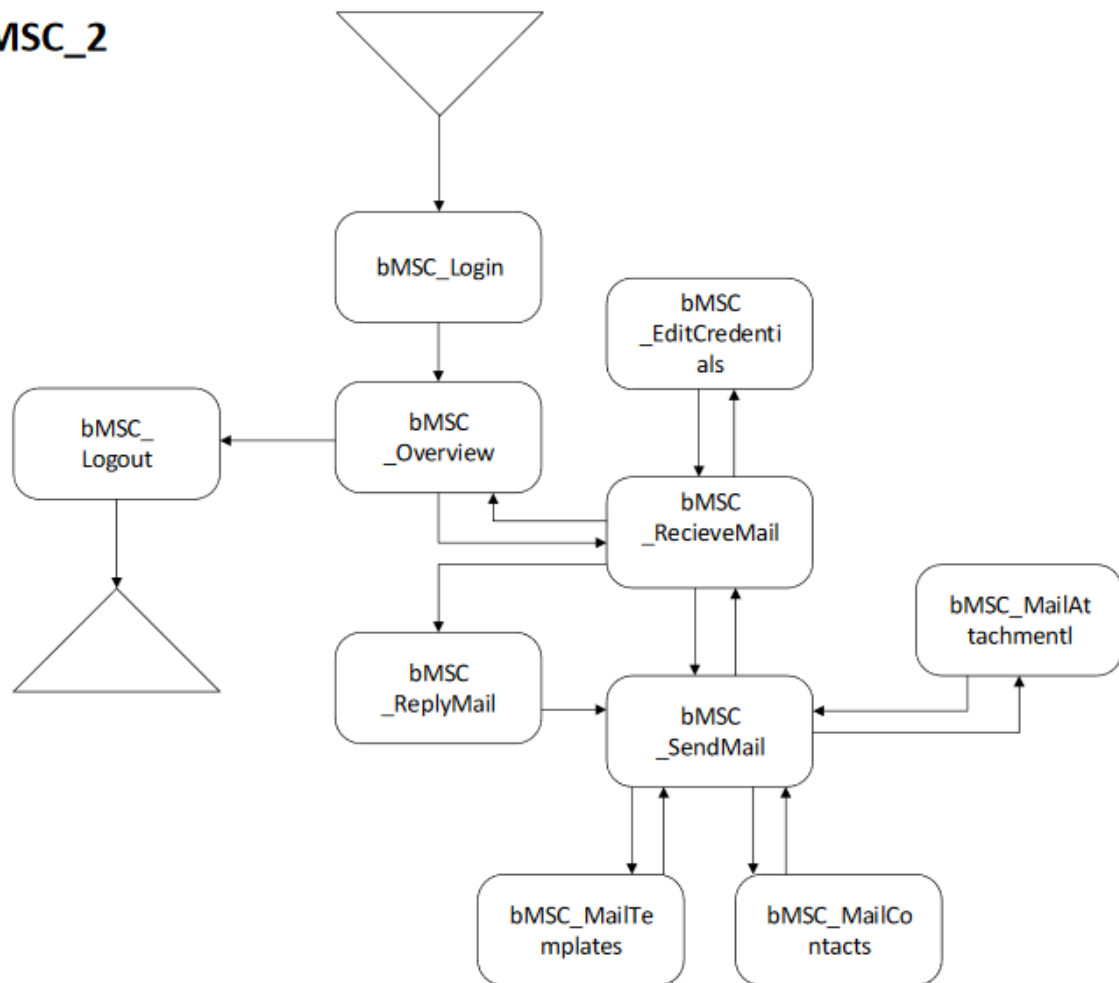 MSC_2
bMSC_Login
bMSC
_EditCredenti
als
bMSC_
Logout
bMSC
_Overview
bMSC
_RecieveMail
bMSC_MailAt
tachmentl
bMSC
_ReplyMail
bMSC
_SendMail
bMSC_MailTe
mplates
bMSC_MailCo
ntacts